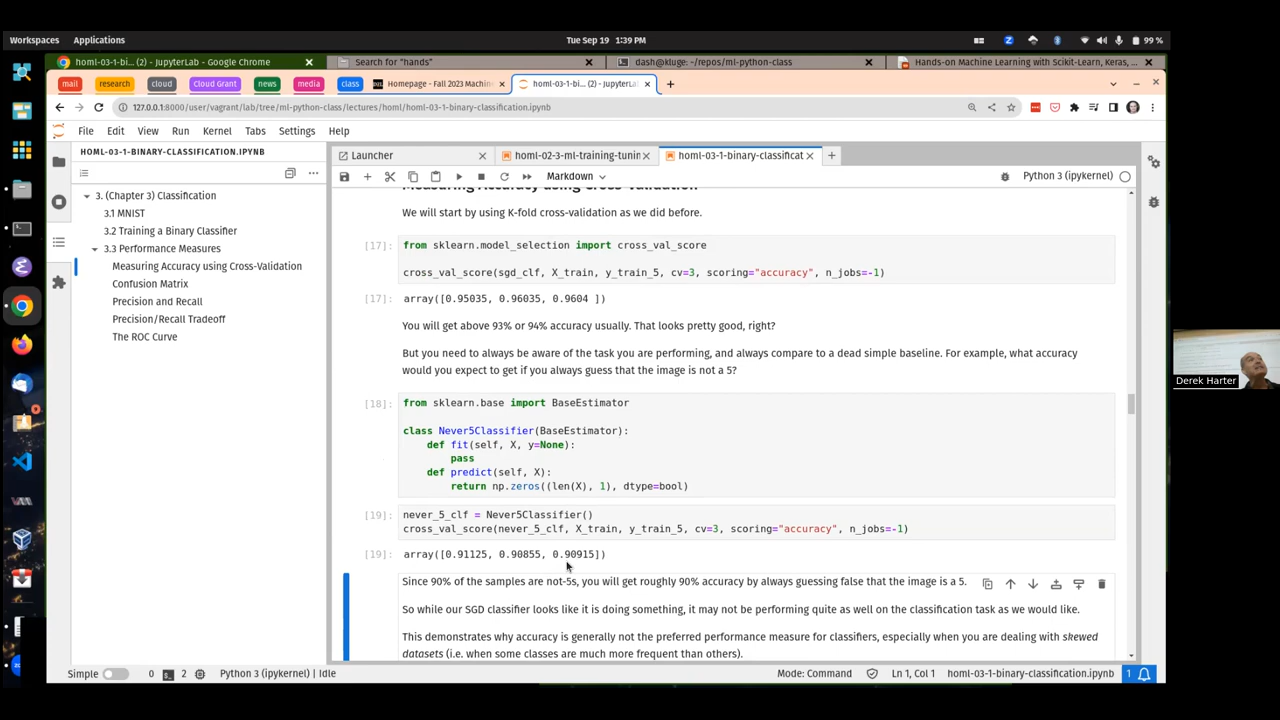 Workspaces Applications Tue Sep 19 1:39 PM 99 %
homl-03-1-bi... (2) - JupyterLab - Google Chrome × Search for "hands" × dash@kluge: ~/repos/ml-python-class × Hands-on Machine Learning with Scikit-Learn, Keras, ... ×
mail research cloud Cloud Grant news media class Homepage - Fall 2023 Machin × homl-03-1-bi... (2) - JupyterL × +
127.0.0.1:8000/user/vagrant/lab/tree/ml-python-class/lectures/homl/homl-03-1-binary-classification.ipynb
File Edit View Run Kernel Tabs Settings Help
HOML-03-1-BINARY-CLASSIFICATION.IPYNB
3. (Chapter 3) Classification
3.1 MNIST
3.2 Training a Binary Classifier
3.3 Performance Measures
Measuring Accuracy using Cross-Validation
Confusion Matrix
Precision and Recall
Precision/Recall Tradeoff
The ROC Curve
Launcher × homl-02-3-ml-training-tunin × homl-03-1-binary-classificat × +
Markdown Python 3 (ipykernel)
Measuring Accuracy using Cross-Validation
We will start by using K-fold cross-validation as we did before.
[17]: from sklearn.model_selection import cross_val_score
cross_val_score(sgd_clf, X_train, y_train_5, cv=3, scoring="accuracy", n_jobs=-1)
[17]: array([0.95035, 0.96035, 0.9604 ])
You will get above 93% or 94% accuracy usually. That looks pretty good, right?
But you need to always be aware of the task you are performing, and always compare to a dead simple baseline. For example, what accuracy
would you expect to get if you always guess that the image is not a 5?
[18]: from sklearn.base import BaseEstimator
class Never5Classifier(BaseEstimator):
def fit(self, X, y=None):
pass
def predict(self, X):
return np.zeros((len(X), 1), dtype=bool)
[19]: never_5_clf = Never5Classifier()
cross_val_score(never_5_clf, X_train, y_train_5, cv=3, scoring="accuracy", n_jobs=-1)
[19]: array([0.91125, 0.90855, 0.90915])
Since 90% of the samples are not-5s, you will get roughly 90% accuracy by always guessing false that the image is a 5.
So while our SGD classifier looks like it is doing something, it may not be performing quite as well on the classification task as we would like.
This demonstrates why accuracy is generally not the preferred performance measure for classifiers, especially when you are dealing with skewed
datasets (i.e. when some classes are much more frequent than others).
Simple 0 2 Python 3 (ipykernel) | Idle Mode: Command Ln 1, Col 1 homl-03-1-binary-classification.ipynb 1
Derek Harter